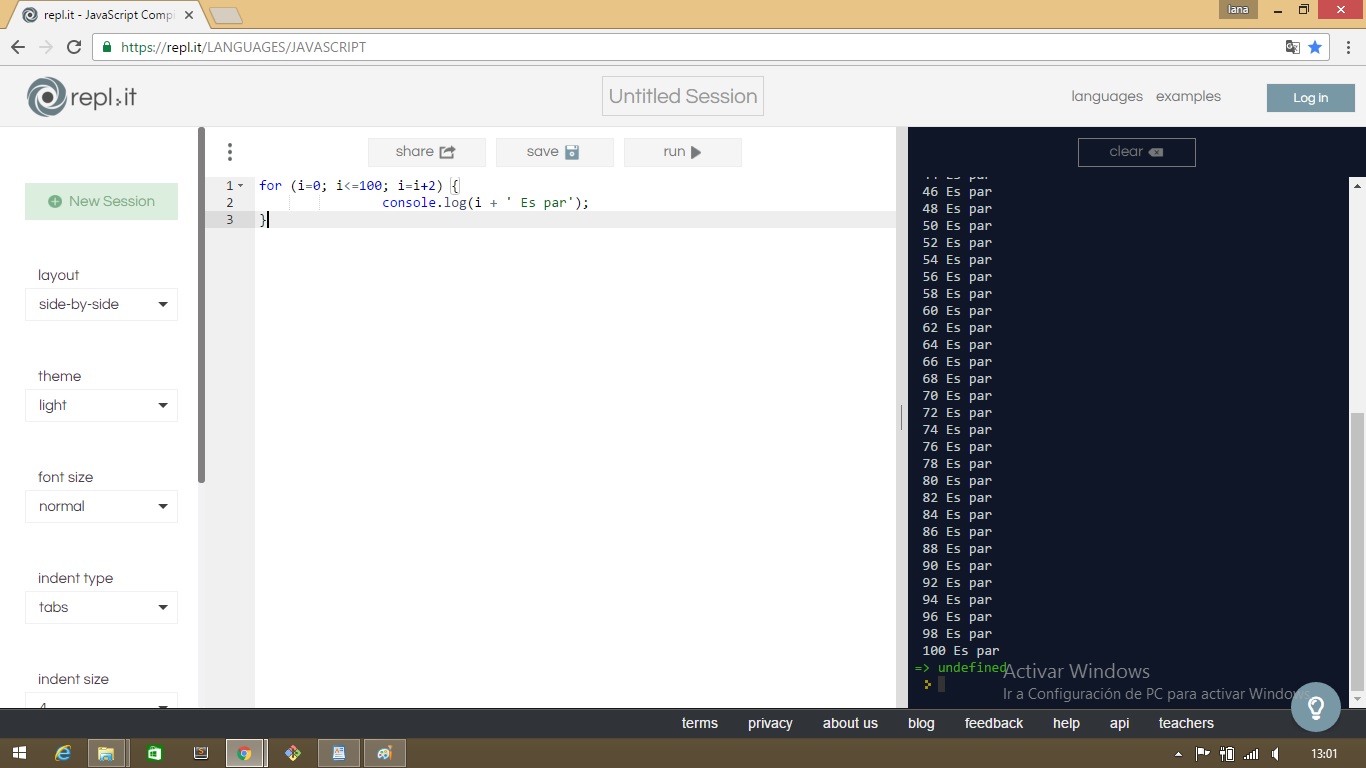 repl.it - JavaScript Comp
lana
https://repl.it/LANGUAGES/JAVASCRIPT
repl.it
Untitled Session
languages
examples
Log in
share
save
run
clear
New Session
layout
side-by-side
theme
light
font size
normal
indent type
tabs
indent size
4
1 for (i=0; i<=100; i=i+2) {
2 console.log(i + ' Es par');
3 }
46 Es par
48 Es par
50 Es par
52 Es par
54 Es par
56 Es par
58 Es par
60 Es par
62 Es par
64 Es par
66 Es par
68 Es par
70 Es par
72 Es par
74 Es par
76 Es par
78 Es par
80 Es par
82 Es par
84 Es par
86 Es par
88 Es par
90 Es par
92 Es par
94 Es par
96 Es par
98 Es par
100 Es par
=> undefined
Activar Windows
Ir a Configuración de PC para activar Windows.
terms
privacy
about us
blog
feedback
help
api
teachers
13:01